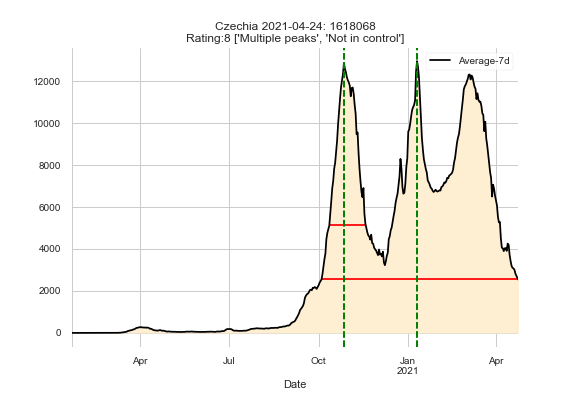 Czechia 2021-04-24: 1618068
Rating:8 ['Multiple peaks', 'Not in control']
Average-7d
12000
10000
8000
6000
4000
2000
0
Apr
Jul
Oct
Jan
2021
Apr
Date